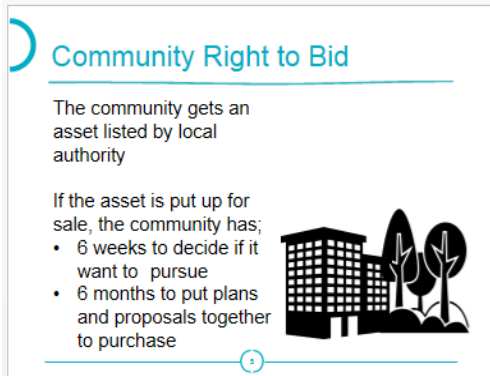 Community Right to Bid
The community gets an
asset listed by local
authority
If the asset is put up for
sale, the community has;
• 6 weeks to decide if it
want to pursue
• 6 months to put plans
and proposals together
to purchase
5